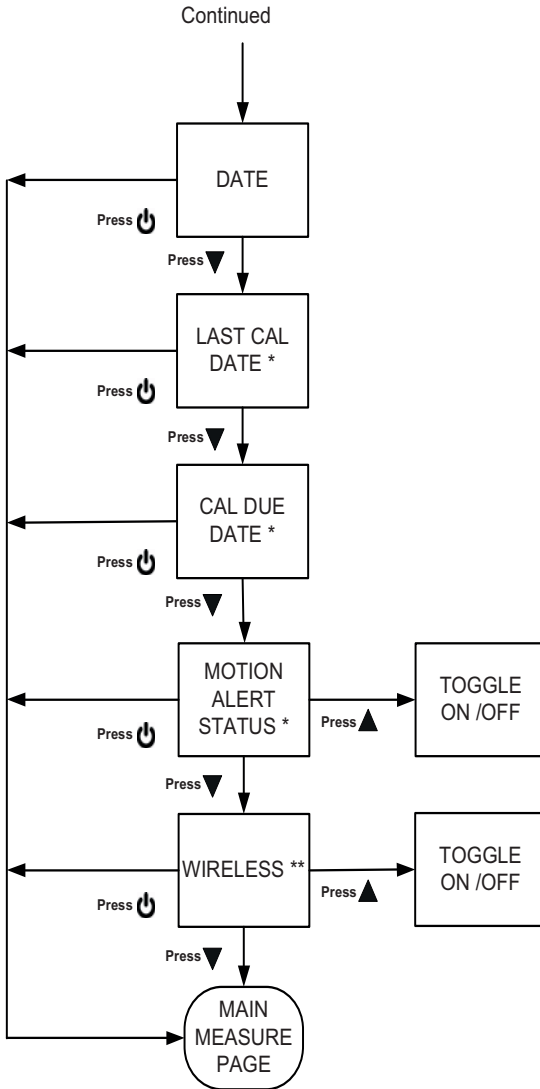 Continued
DATE
Press
Press
LAST CAL
DATE *
Press
Press
CAL DUE
DATE *
Press
Press
MOTION
ALERT
STATUS *
Press
Press
TOGGLE
ON /OFF
Press
WIRELESS **
Press
Press
TOGGLE
ON /OFF
Press
MAIN
MEASURE
PAGE